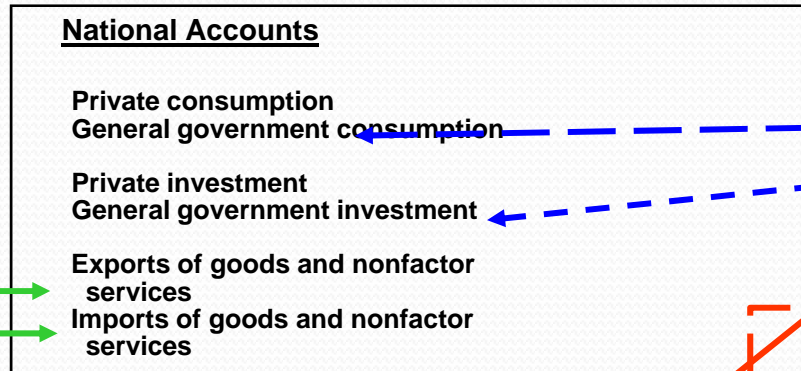 National Accounts
Private consumption
General government consumption
Private investment
General government investment
Exports of goods and nonfactor
services
Imports of goods and nonfactor
services